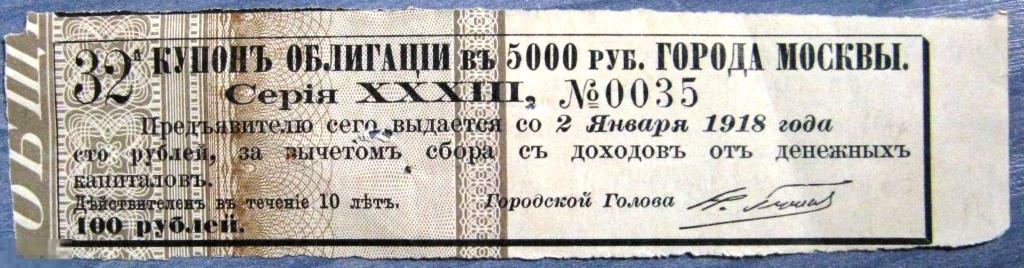 ОБЩ
32й КУПОНЪ ОБЛИГАЦІИ ВЪ 5000 РУБ. ГОРОДА МОСКВЫ.
Серія XXXIII, №0035
Предъявителю сего выдается со 2 Января 1918 года
сто рублей, за вычетомъ сбора съ доходовъ отъ денежныхъ
капиталовъ.
Дѣйствителенъ въ теченіе 10 лѣтъ. Городской Голова
100 рублей.